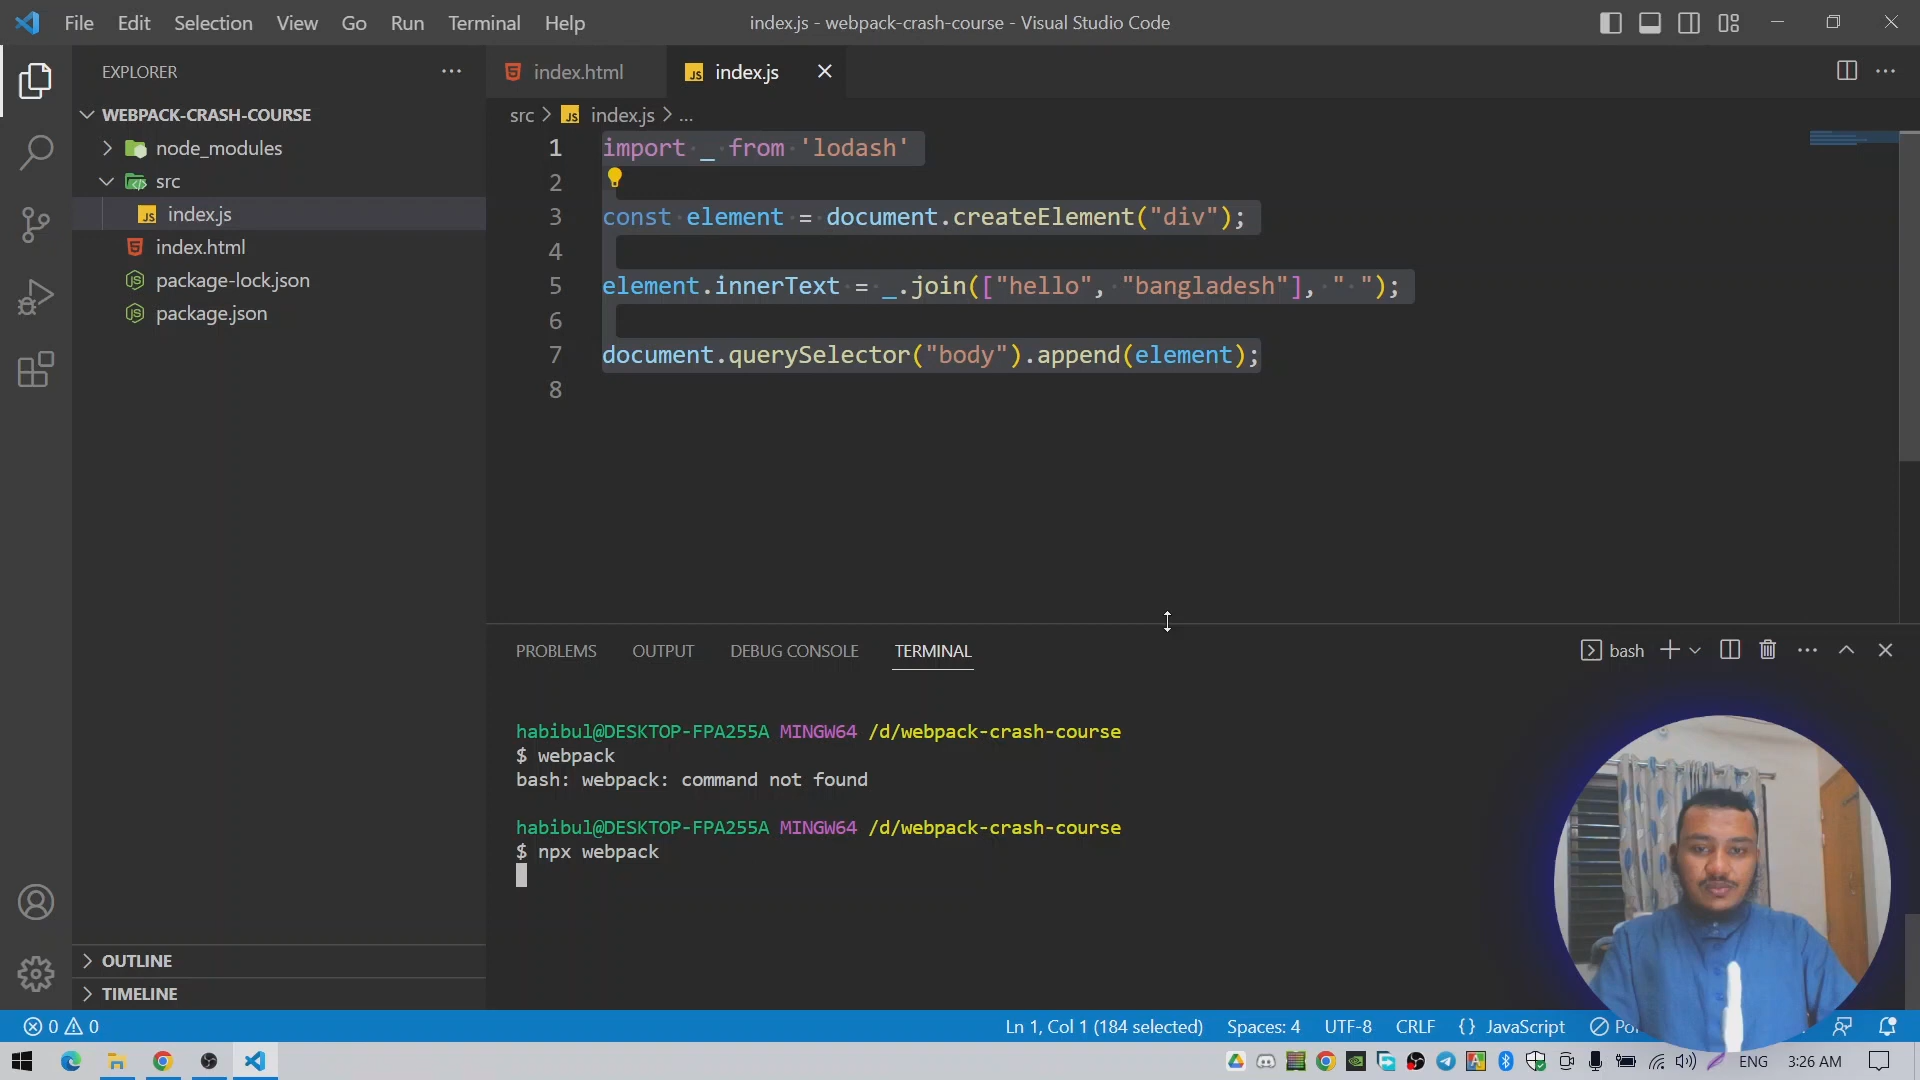 File Edit Selection View Go Run Terminal Help index.js - webpack-crash-course - Visual Studio Code
EXPLORER
index.html index.js
WEBPACK-CRASH-COURSE
src index.js ...
node_modules
src
index.js
index.html
package-lock.json
package.json
1 import _ from 'lodash'
2
3 const element = document.createElement("div");
4
5 element.innerText = _.join(["hello", "bangladesh"], " ");
6
7 document.querySelector("body").append(element);
8
PROBLEMS OUTPUT DEBUG CONSOLE TERMINAL bash
habibul@DESKTOP-FPA255A MINGW64 /d/webpack-crash-course
$ webpack
bash: webpack: command not found
habibul@DESKTOP-FPA255A MINGW64 /d/webpack-crash-course
$ npx webpack
OUTLINE
TIMELINE
0 0 Ln 1, Col 1 (184 selected) Spaces: 4 UTF-8 CRLF {} JavaScript
ENG 3:26 AM